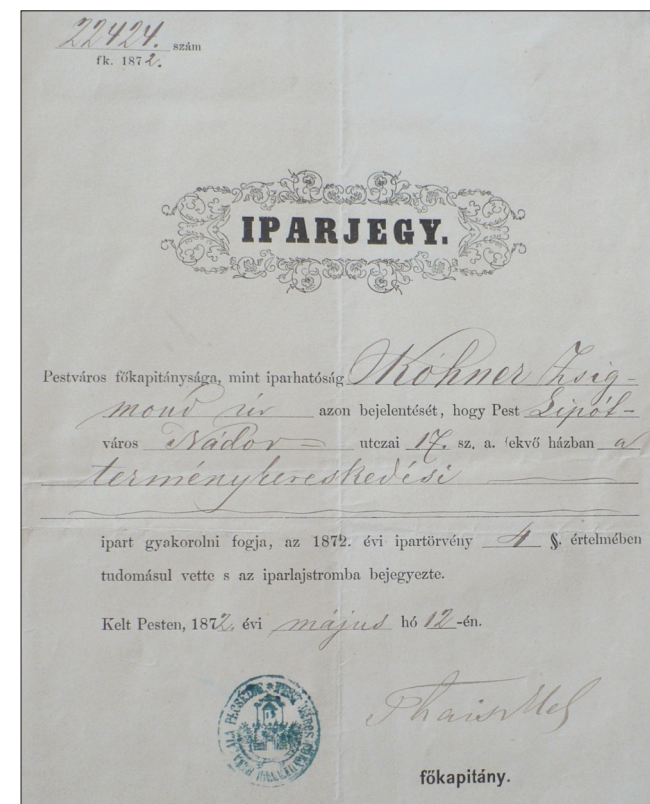 22424. szám
fk. 1872.
IPARJEGY.
Pestváros főkapitánysága, mint iparhatóság Kohner Zsig-
mond úr azon bejelentését, hogy Pest Lipót-
város Nádor= utczai 17. sz. a. fekvő házban a
terménykereskedési
ipart gyakorolni fogja, az 1872. évi ipartörvény 4 §. értelmében
tudomásul vette s az iparlajstromba bejegyezte.
Kelt Pesten, 1872. évi május hó 12-én.
Thaisz
főkapitány.